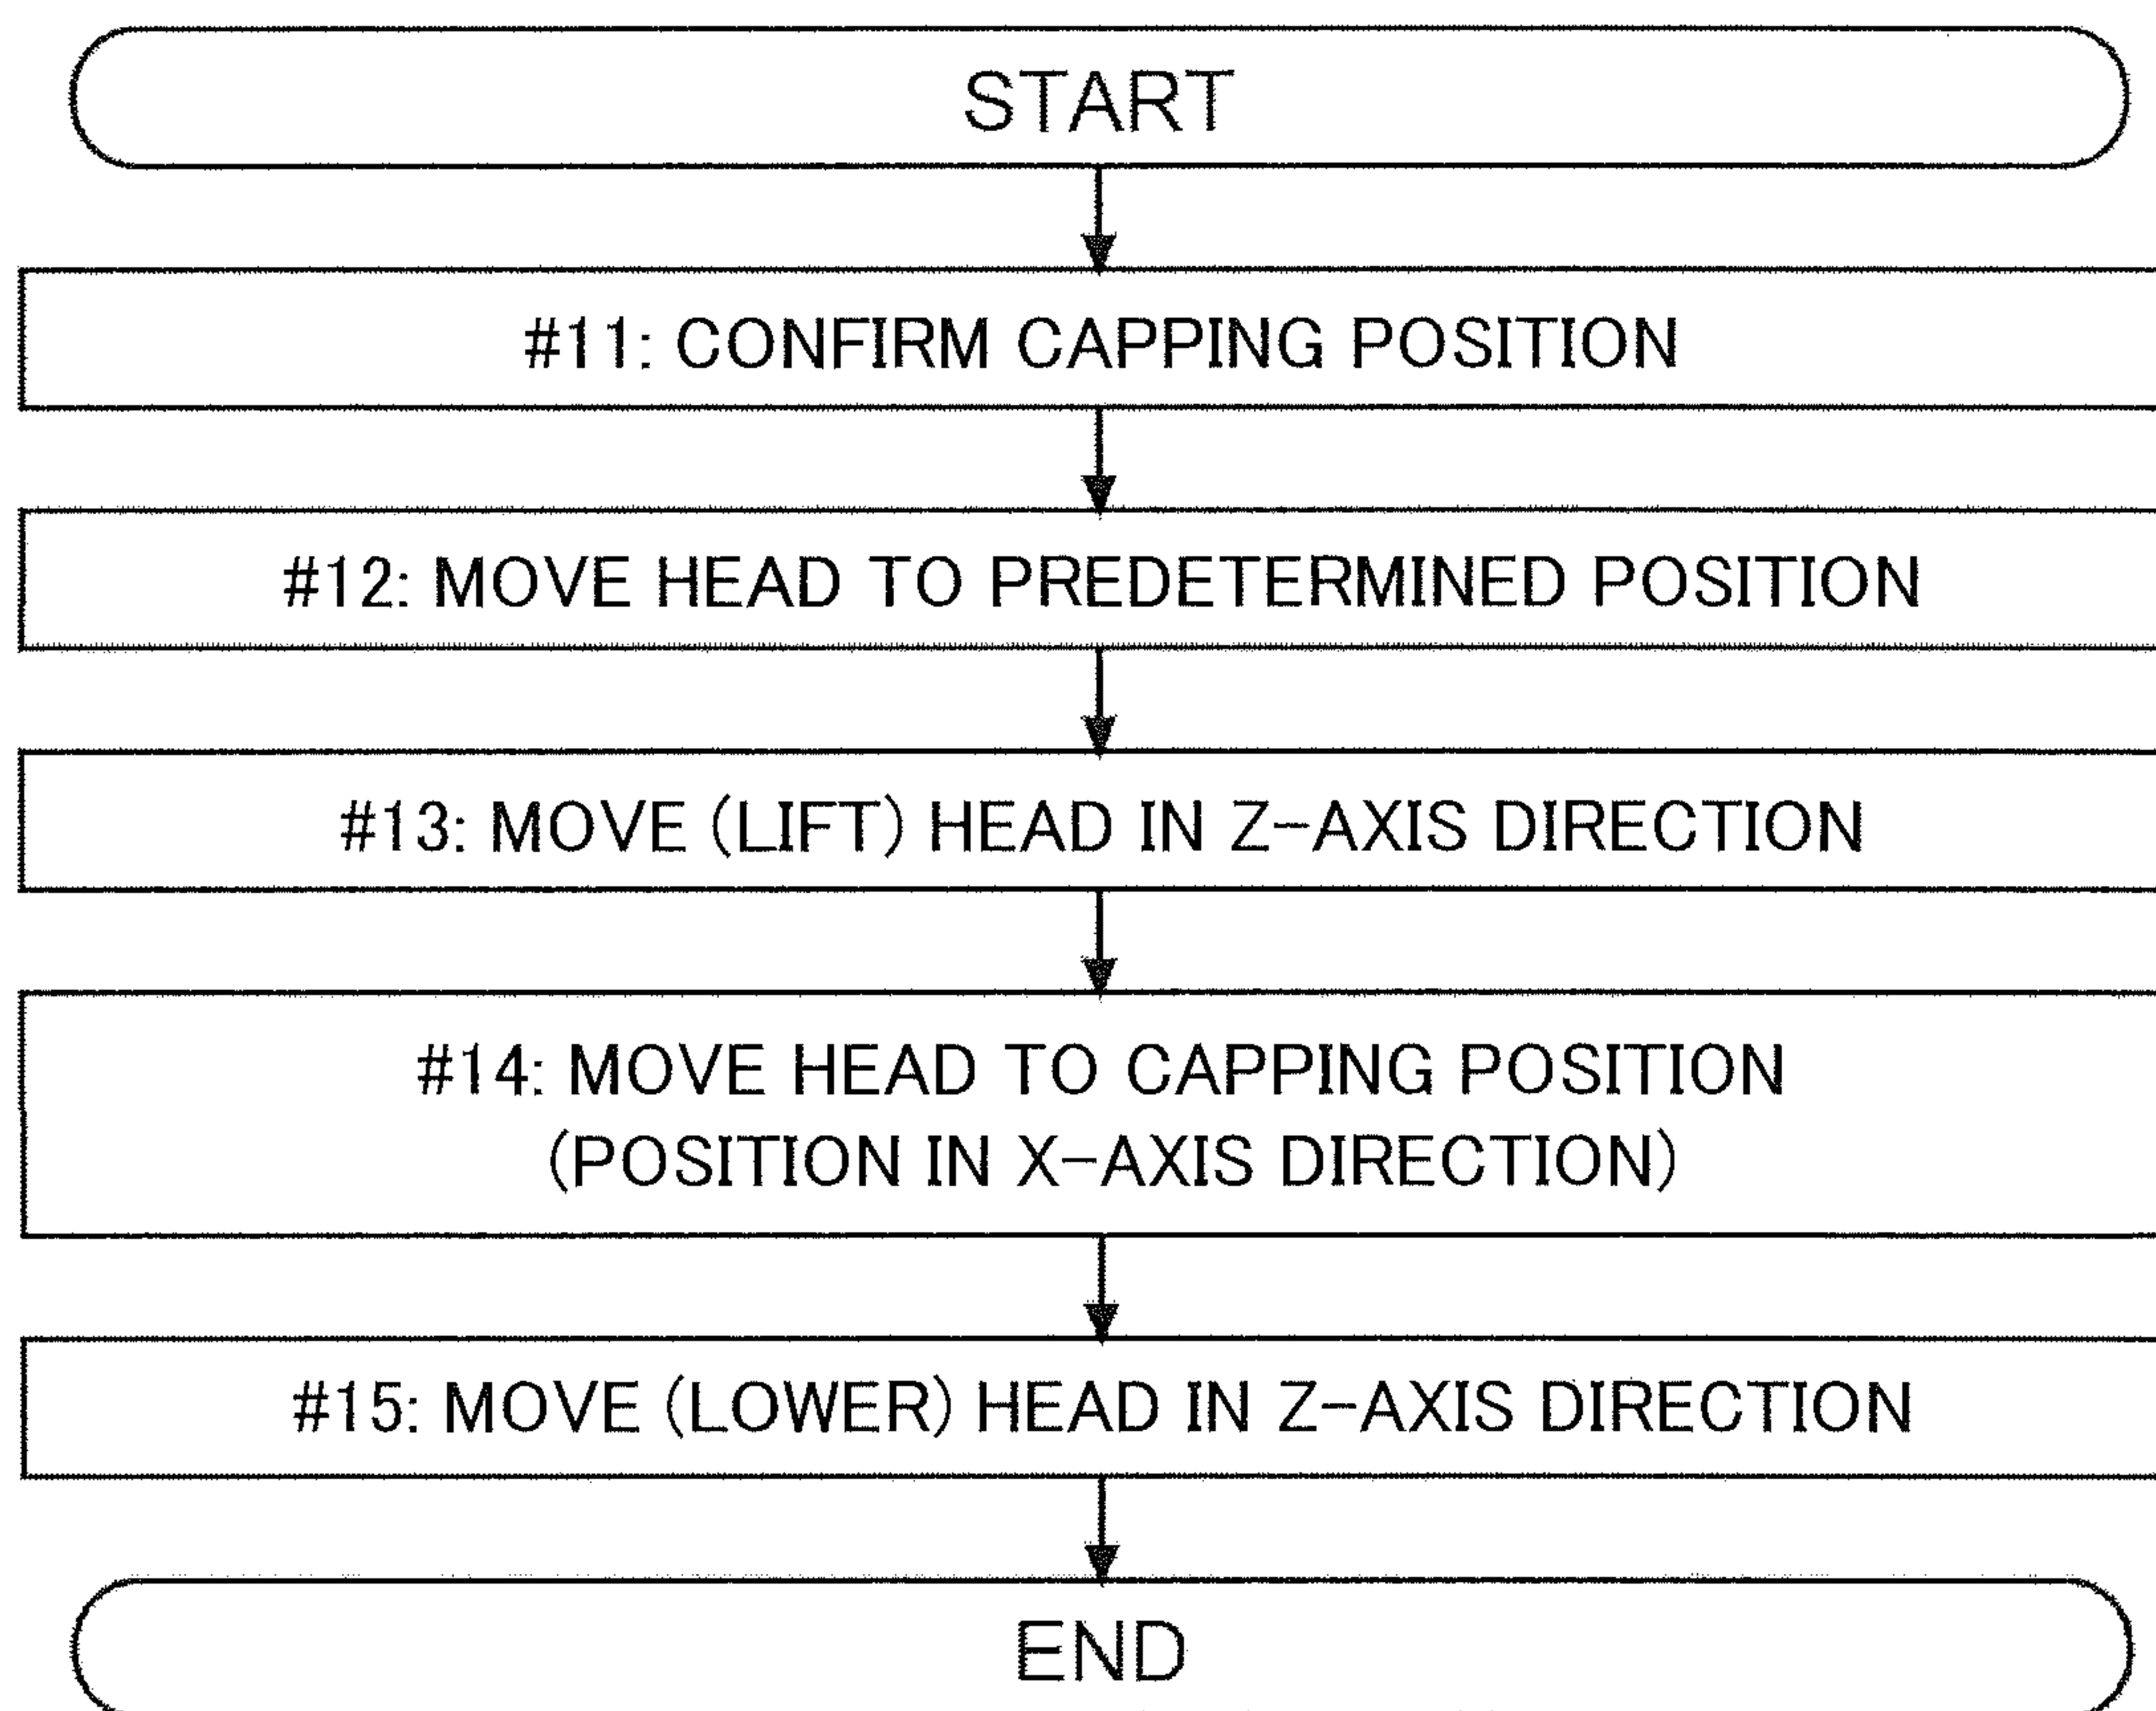 START
#11: CONFIRM CAPPING POSITION
#12: MOVE HEAD TO PREDETERMINED POSITION
#13: MOVE (LIFT) HEAD IN Z-AXIS DIRECTION
#14: MOVE HEAD TO CAPPING POSITION
(POSITION IN X-AXIS DIRECTION)
#15: MOVE (LOWER) HEAD IN Z-AXIS DIRECTION
END